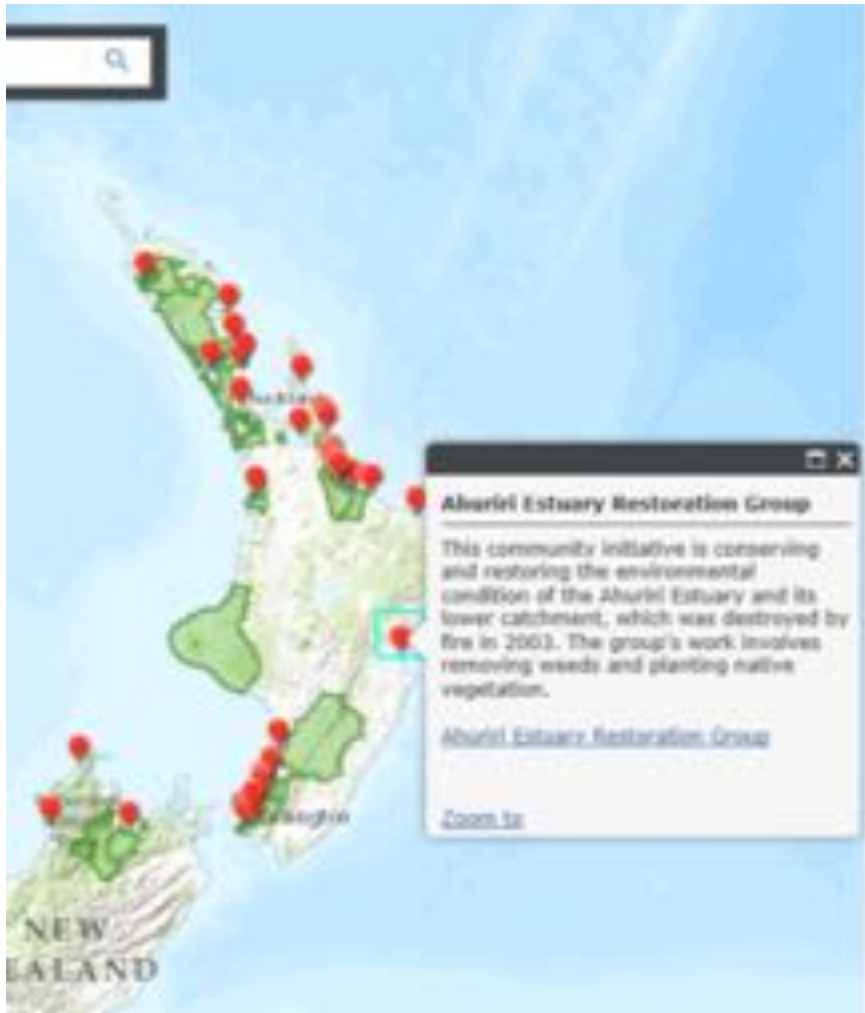 Ahuriri Estuary Restoration Group
This community initiative is conserving
and restoring the environmental
condition of the Ahuriri Estuary and its
lower catchment, which was destroyed by
fire in 2003. The group's work involves
removing weeds and planting native
vegetation.
Ahuriri Estuary Restoration Group
Zoom to
NEW
EALAND